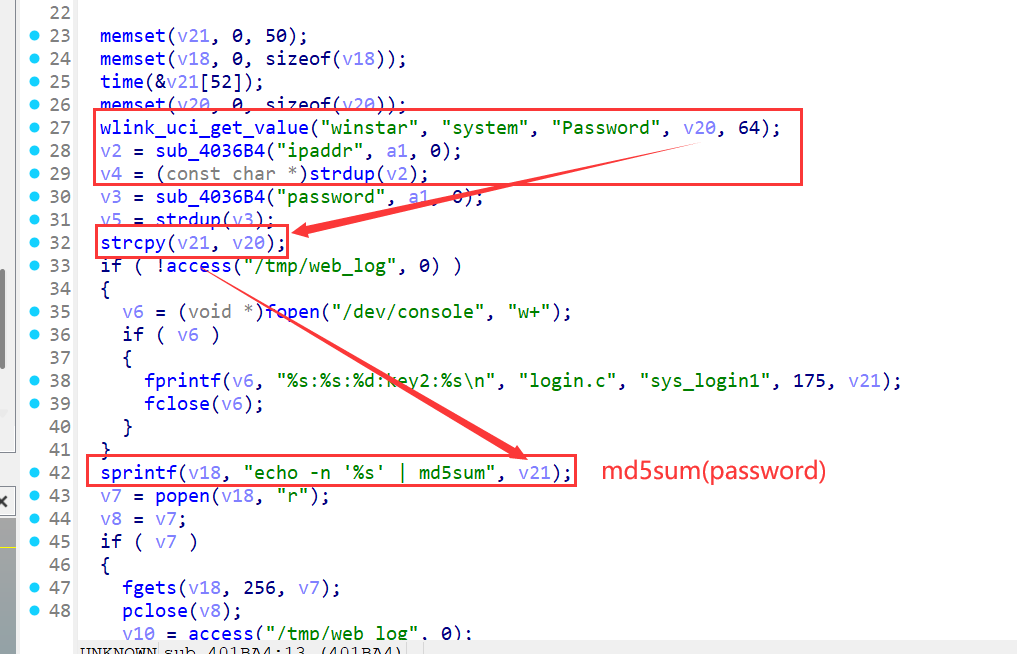 22
23 memset(v21, 0, 50);
24 memset(v18, 0, sizeof(v18));
25 time(&v21[52]);
26 memset(v20, 0, sizeof(v20));
27 wlink_uci_get_value("winstar", "system", "Password", v20, 64);
28 v2 = sub_4036B4("ipaddr", a1, 0);
29 v4 = (const char *)strdup(v2);
30 v3 = sub_4036B4("password", a1, 0);
31 v5 = strdup(v3);
32 strcpy(v21, v20);
33 if ( !access("/tmp/web_log", 0) )
34 {
35 v6 = (void *)fopen("/dev/console", "w+");
36 if ( v6 )
37 {
38 fprintf(v6, "%s:%s:%d:key2:%s\n", "login.c", "sys_login1", 175, v21);
39 fclose(v6);
40 }
41 }
42 sprintf(v18, "echo -n '%s' | md5sum", v21); md5sum(password)
43 v7 = popen(v18, "r");
44 v8 = v7;
45 if ( v7 )
46 {
47 fgets(v18, 256, v7);
48 pclose(v8);
v10 = access("/tmp/web_log", 0);
UNKNOWN sub_401BA4:13 (401BA4)